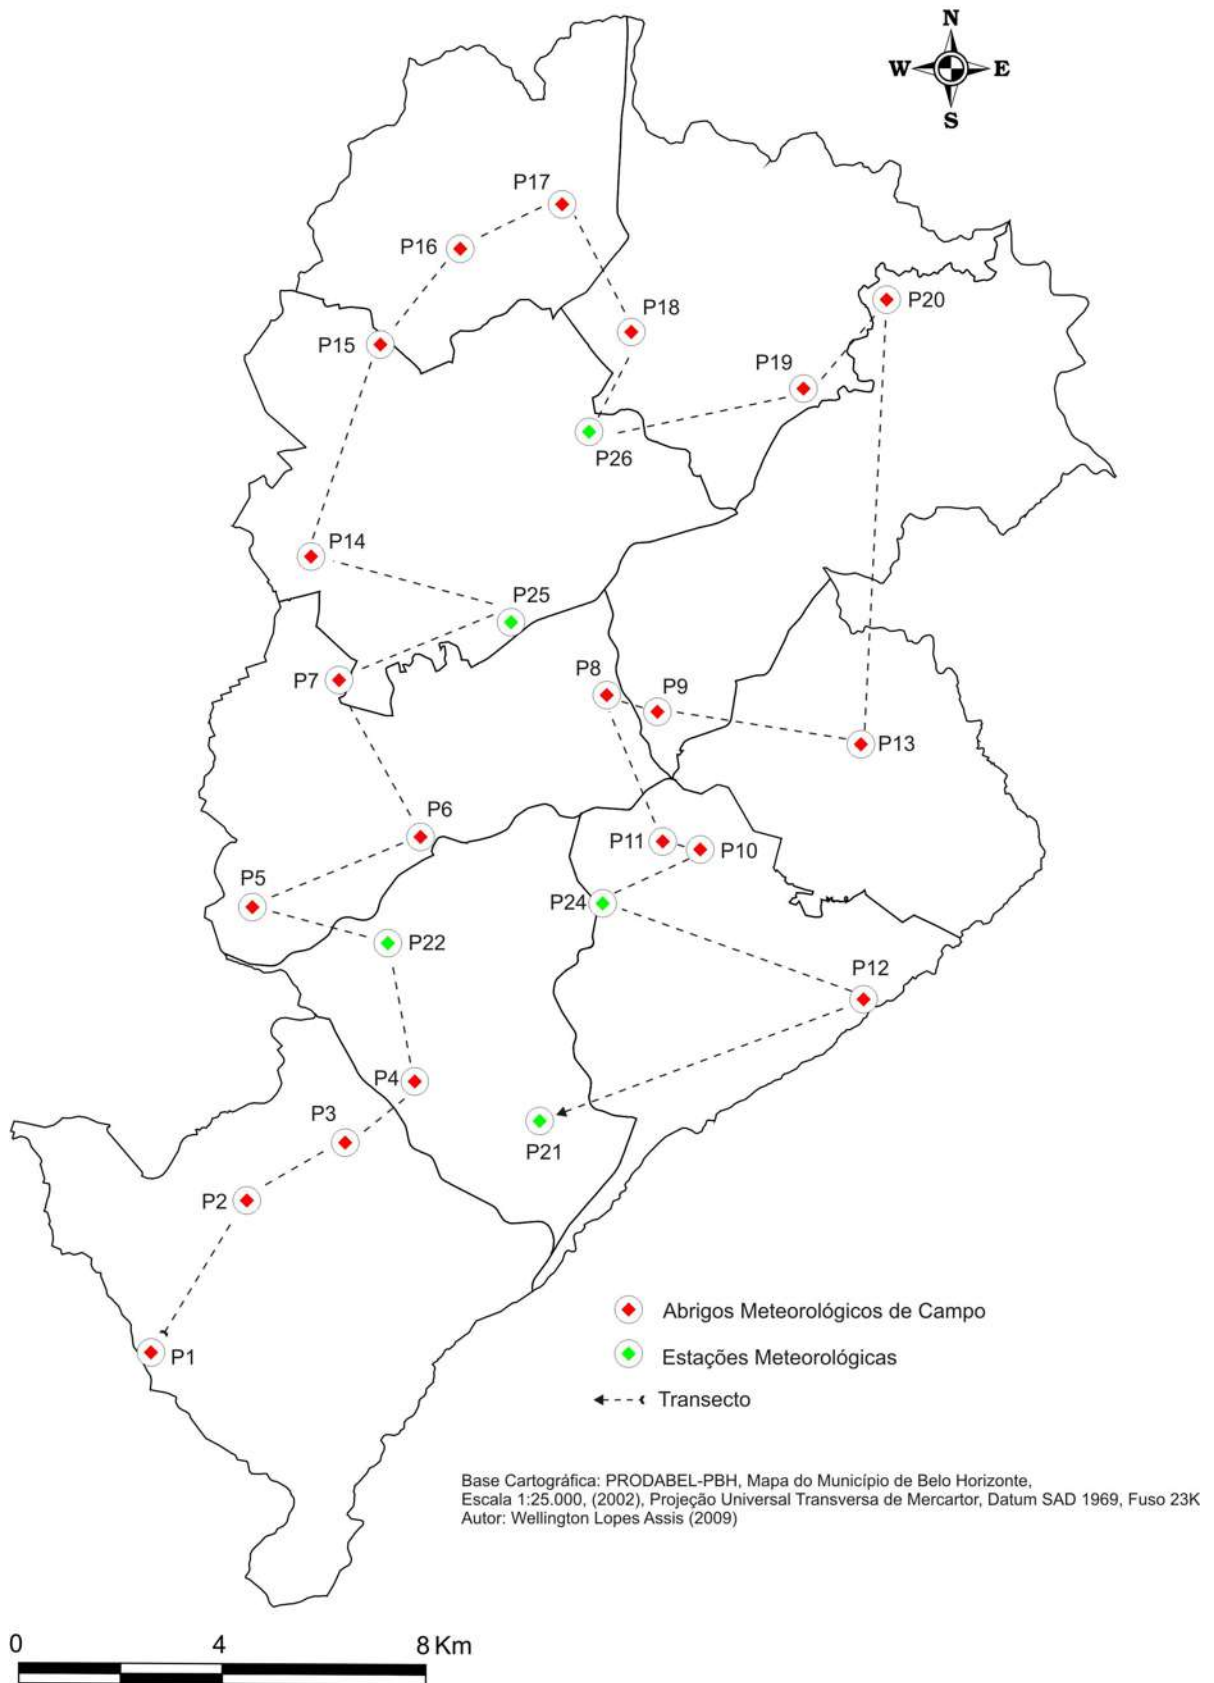 N
W E
S
P17
P16
P20
P18
P15
P19
P26
P14
P25
P7
P8
P9
P13
P6
P11
P10
P5
P24
P22
P12
P4
P3
P21
P2
P1
Abrigos Meteorológicos de Campo
Estações Meteorológicas
Transecto
Base Cartográfica: PRODABEL-PBH, Mapa do Município de Belo Horizonte,
Escala 1:25.000, (2002), Projeção Universal Transversa de Mercartor, Datum SAD 1969, Fuso 23K
Autor: Wellington Lopes Assis (2009)
0 4 8 Km